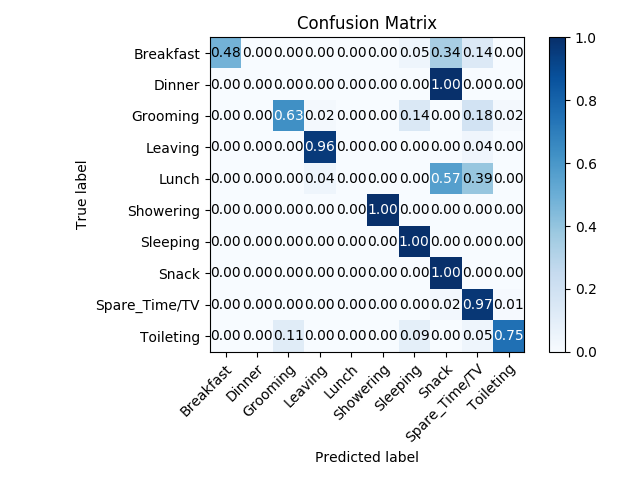 Confusion Matrix
Breakfast 0.48 0.00 0.00 0.00 0.00 0.00 0.05 0.34 0.14 0.00
Dinner 0.00 0.00 0.00 0.00 0.00 0.00 0.00 1.00 0.00 0.00
Grooming 0.00 0.00 0.63 0.02 0.00 0.00 0.14 0.00 0.18 0.02
Leaving 0.00 0.00 0.00 0.96 0.00 0.00 0.00 0.00 0.04 0.00
Lunch 0.00 0.00 0.00 0.04 0.00 0.00 0.00 0.57 0.39 0.00
Showering 0.00 0.00 0.00 0.00 0.00 1.00 0.00 0.00 0.00 0.00
Sleeping 0.00 0.00 0.00 0.00 0.00 0.00 1.00 0.00 0.00 0.00
Snack 0.00 0.00 0.00 0.00 0.00 0.00 0.00 1.00 0.00 0.00
Spare_Time/TV 0.00 0.00 0.00 0.00 0.00 0.00 0.00 0.02 0.97 0.01
Toileting 0.00 0.00 0.11 0.00 0.00 0.00 0.09 0.00 0.05 0.75
Breakfast Dinner Grooming Leaving Lunch Showering Sleeping Snack Spare_Time/TV Toileting
Predicted label
True label
1.0
0.8
0.6
0.4
0.2
0.0